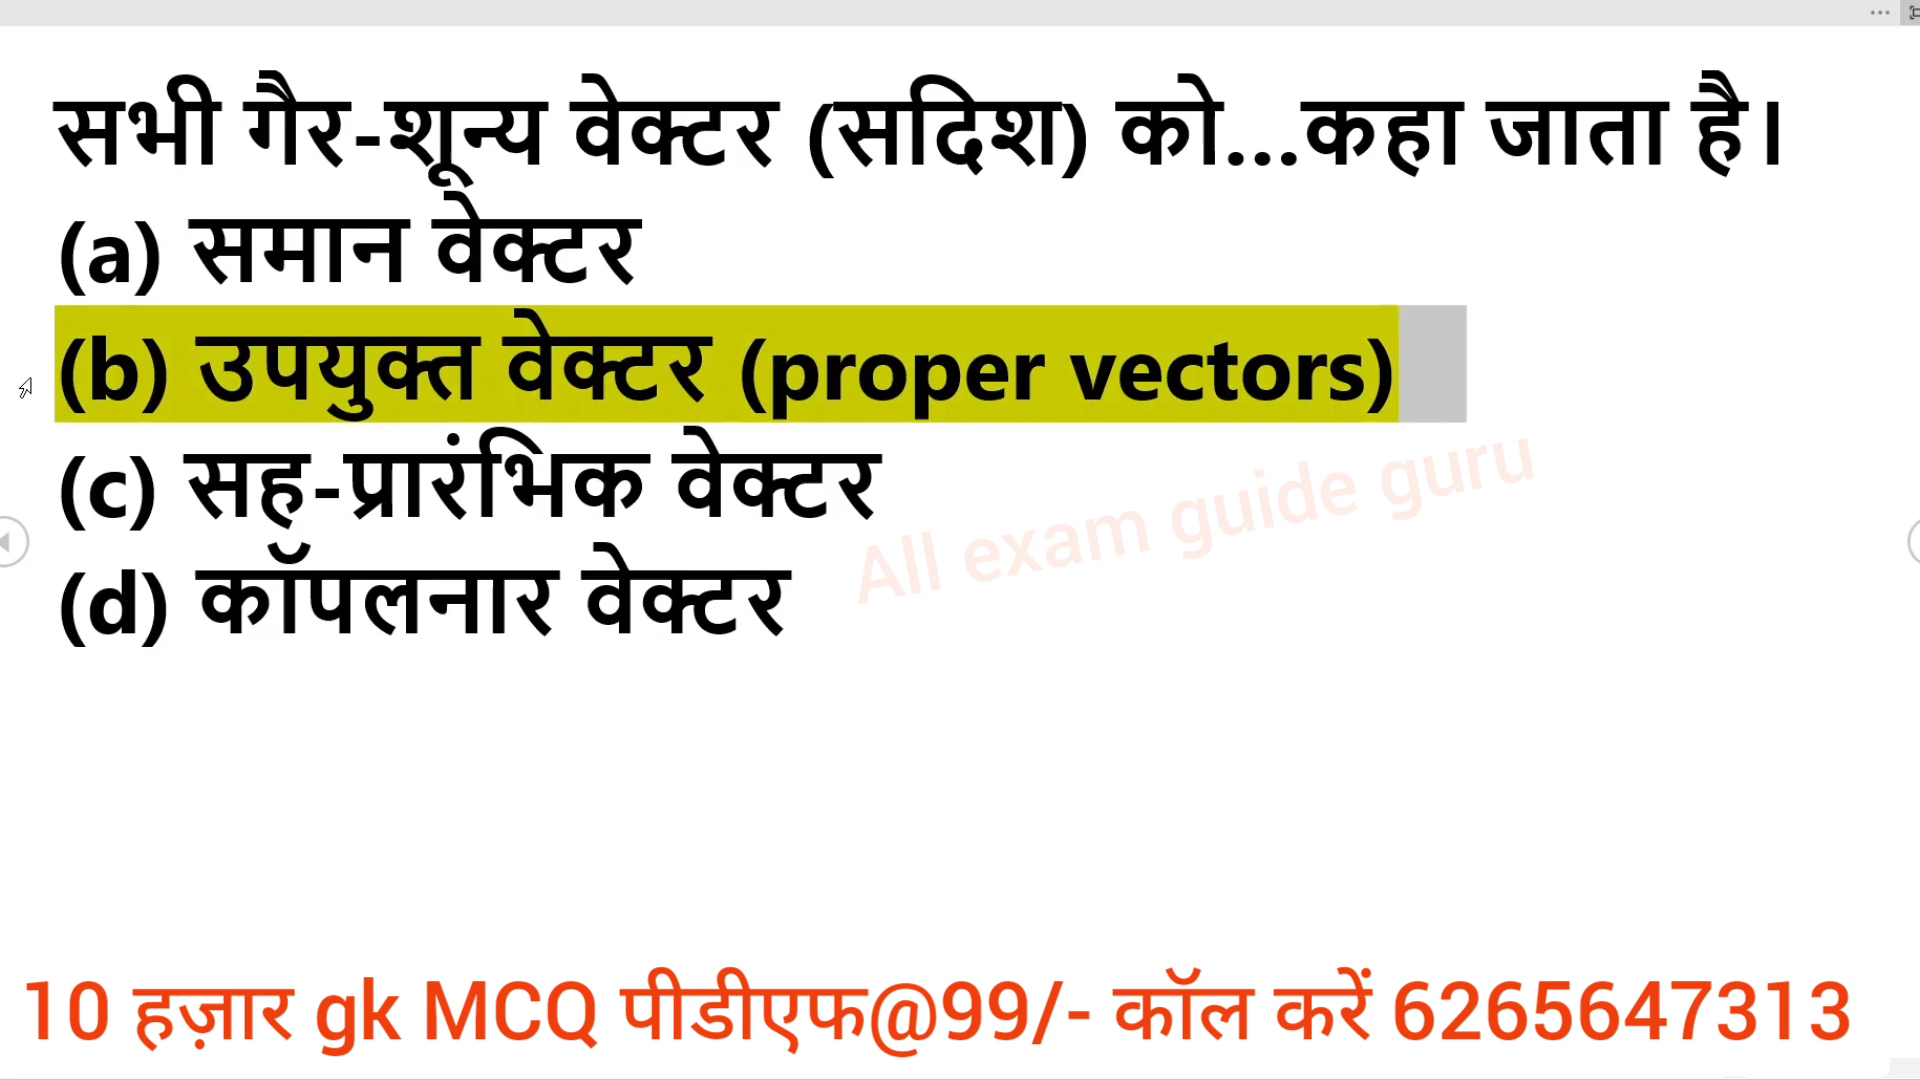 सभी गैर-शून्य वेक्टर (सदिश) को...कहा जाता है।
(a) समान वेक्टर
(b) उपयुक्त वेक्टर (proper vectors)
(c) सह-प्रारंभिक वेक्टर
(d) कॉपलनार वेक्टर
All exam guide guru
10 हज़ार gk MCQ पीडीएफ@99/- कॉल करें 6265647313